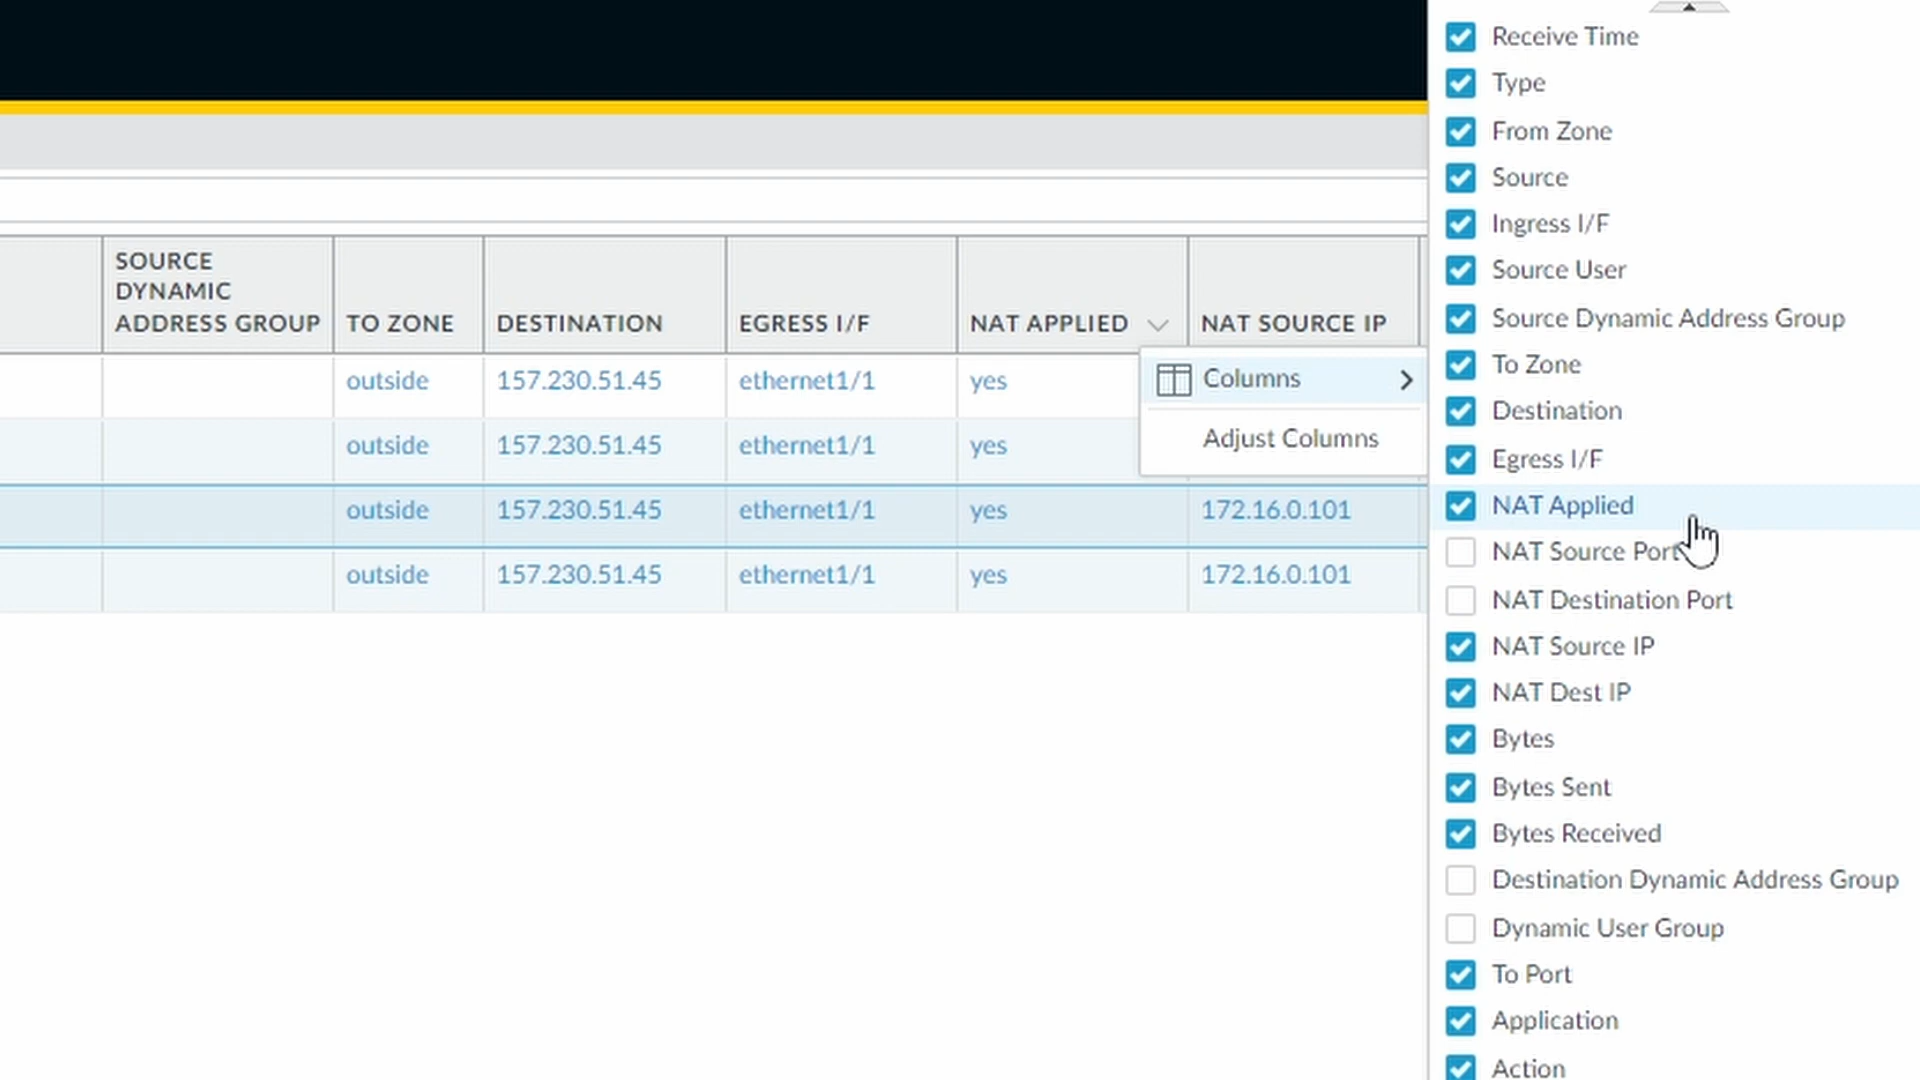 SOURCE
DYNAMIC
ADDRESS GROUP
TO ZONE
DESTINATION
EGRESS I/F
NAT APPLIED
NAT SOURCE IP
outside 157.230.51.45 ethernet1/1 yes
outside 157.230.51.45 ethernet1/1 yes
outside 157.230.51.45 ethernet1/1 yes 172.16.0.101
outside 157.230.51.45 ethernet1/1 yes 172.16.0.101
Columns
Adjust Columns
Receive Time
Type
From Zone
Source
Ingress I/F
Source User
Source Dynamic Address Group
To Zone
Destination
Egress I/F
NAT Applied
NAT Source Port
NAT Destination Port
NAT Source IP
NAT Dest IP
Bytes
Bytes Sent
Bytes Received
Destination Dynamic Address Group
Dynamic User Group
To Port
Application
Action